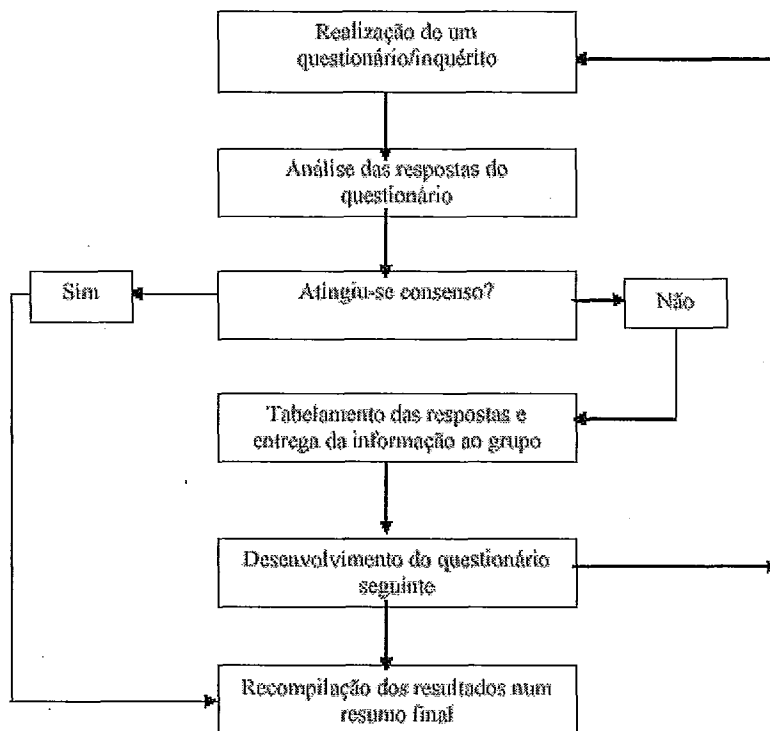 Realização de um
questionário/inquérito
Análise das respostas do
questionário
Sim
Atingiu-se consenso?
Não
Tabelamento das respostas e
entrega da informação ao grupo
Desenvolvimento do questionário
seguinte
Recompilação dos resultados num
resumo final